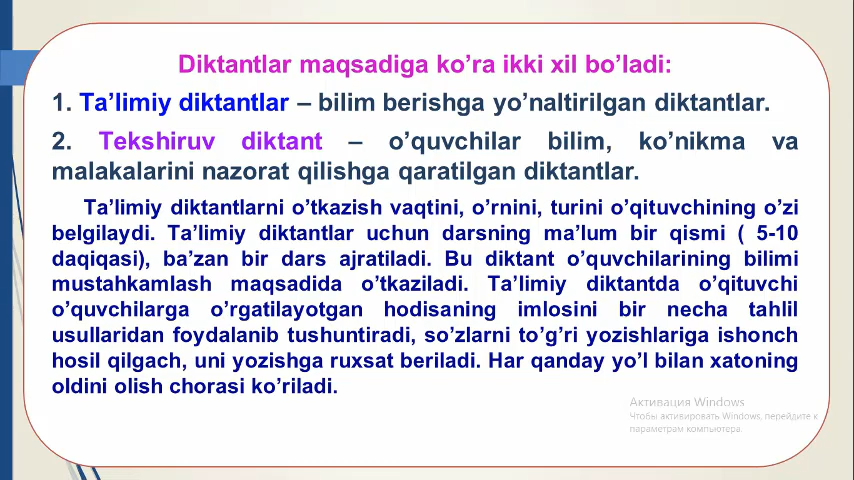 Diktantlar maqsadiga ko’ra ikki xil bo’ladi:
1. Ta’limiy diktantlar – bilim berishga yo’naltirilgan diktantlar.
2. Tekshiruv diktant – o’quvchilar bilim, ko’nikma va
malakalarini nazorat qilishga qaratilgan diktantlar.
Ta’limiy diktantlarni o’tkazish vaqtini, o’rnini, turini o’qituvchining o’zi
belgilaydi. Ta’limiy diktantlar uchun darsning ma’lum bir qismi ( 5-10
daqiqasi), ba’zan bir dars ajratiladi. Bu diktant o’quvchilarining bilimi
mustahkamlash maqsadida o’tkaziladi. Ta’limiy diktantda o’qituvchi
o’quvchilarga o’rgatilayotgan hodisaning imlosini bir necha tahlil
usullaridan foydalanib tushuntiradi, so’zlarni to’g’ri yozishlariga ishonch
hosil qilgach, uni yozishga ruxsat beriladi. Har qanday yo’l bilan xatoning
oldini olish chorasi ko’riladi.
Активация Windows
Чтобы активировать Windows, перейдите к
параметрам компьютера.